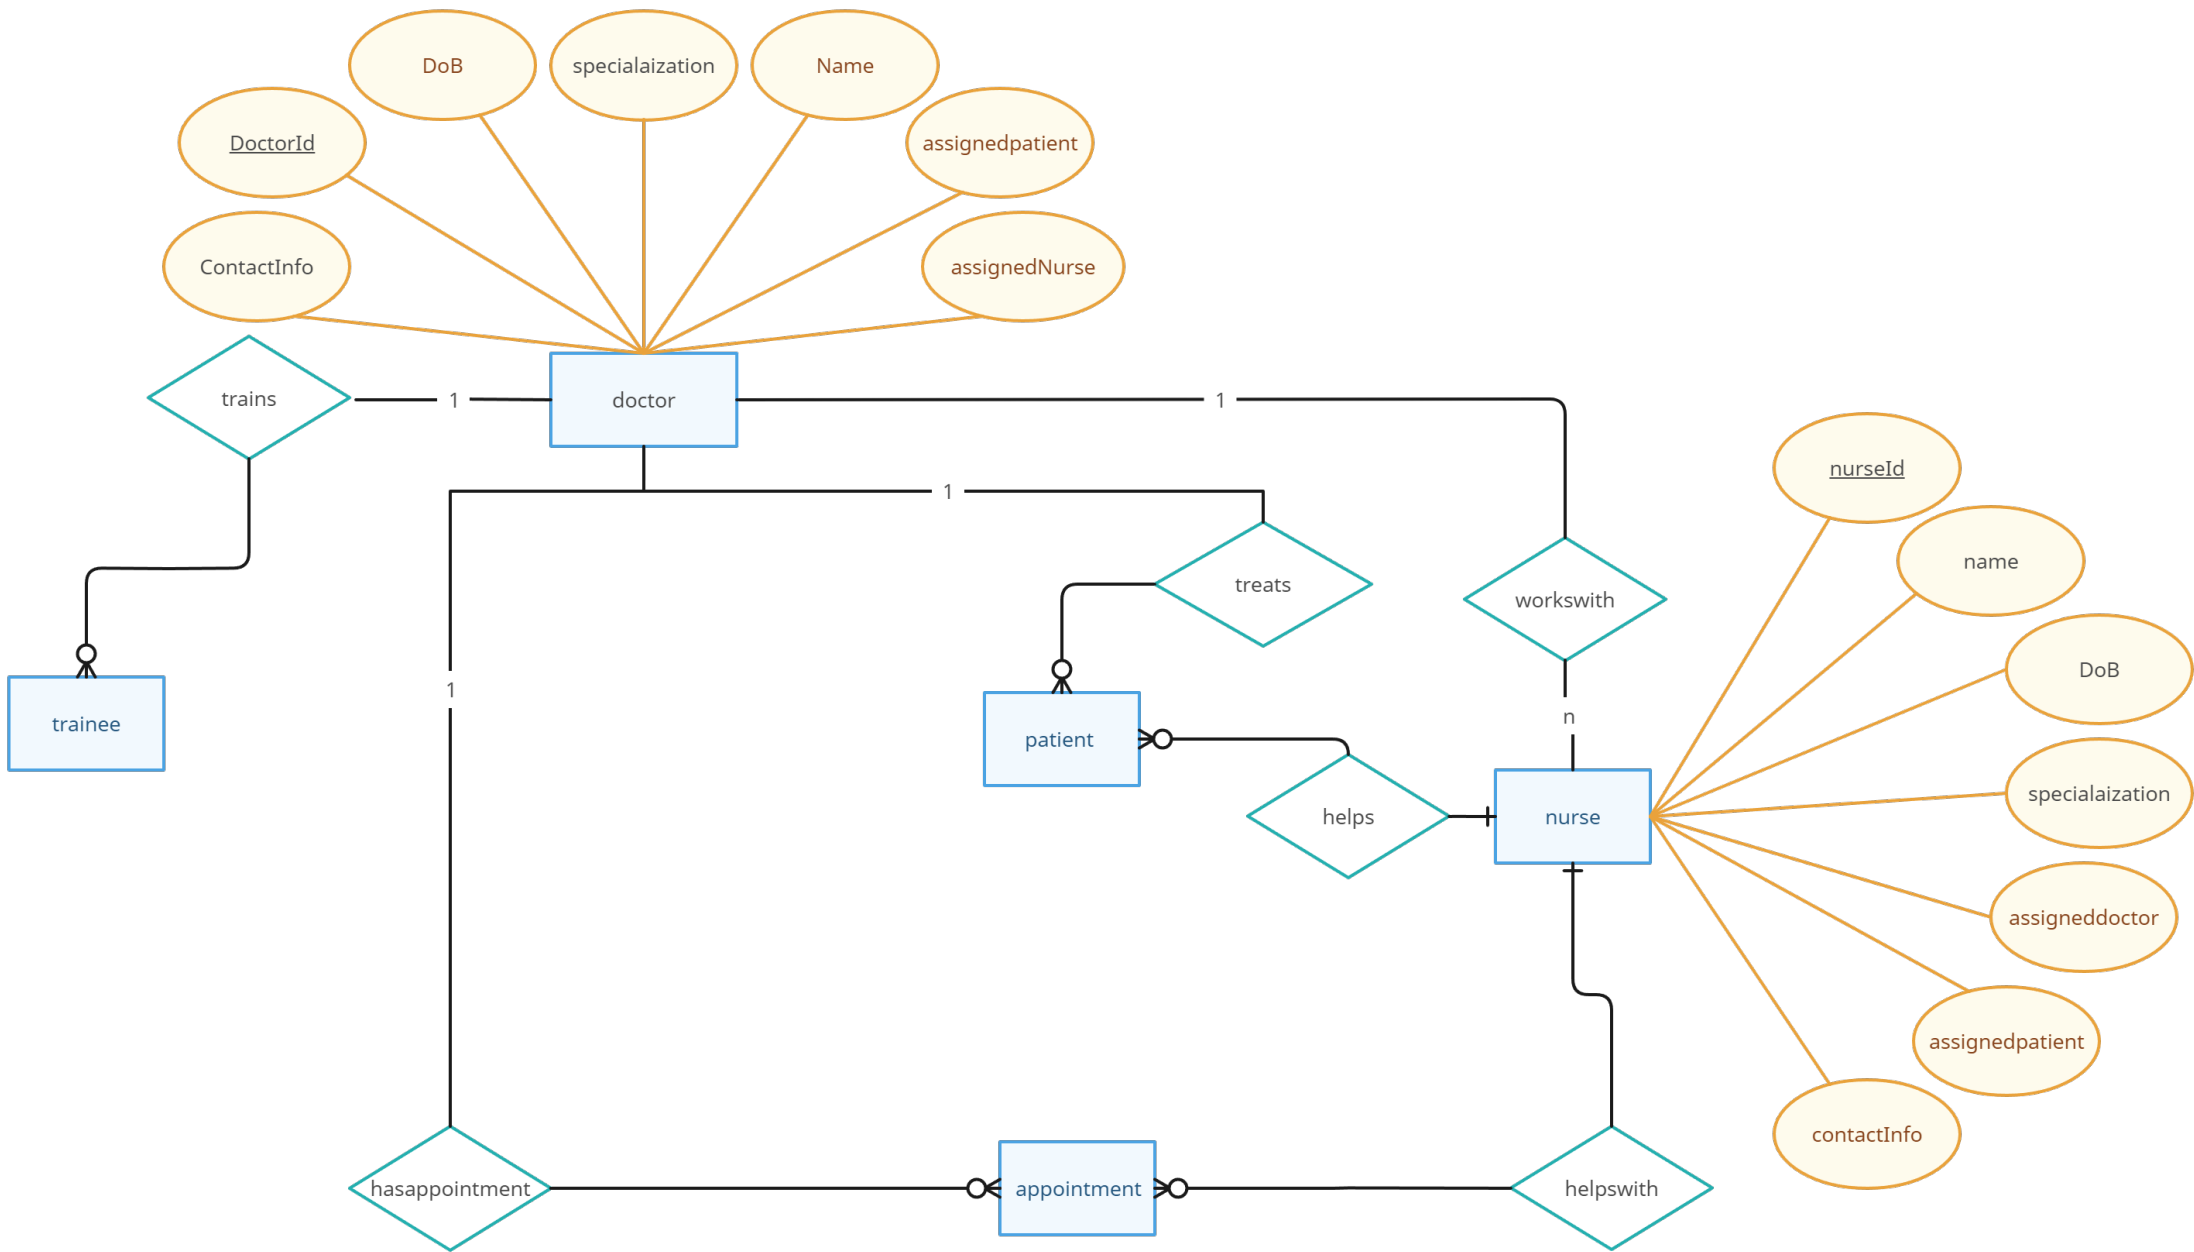 DoB
specialaization
Name
DoctorId
assignedpatient
ContactInfo
assignedNurse
trains
1
doctor
1
nurseId
1
name
treats
workswith
DoB
1
n
trainee
patient
specialaization
helps
nurse
assigneddoctor
assignedpatient
contactInfo
hasappointment
appointment
helpswith